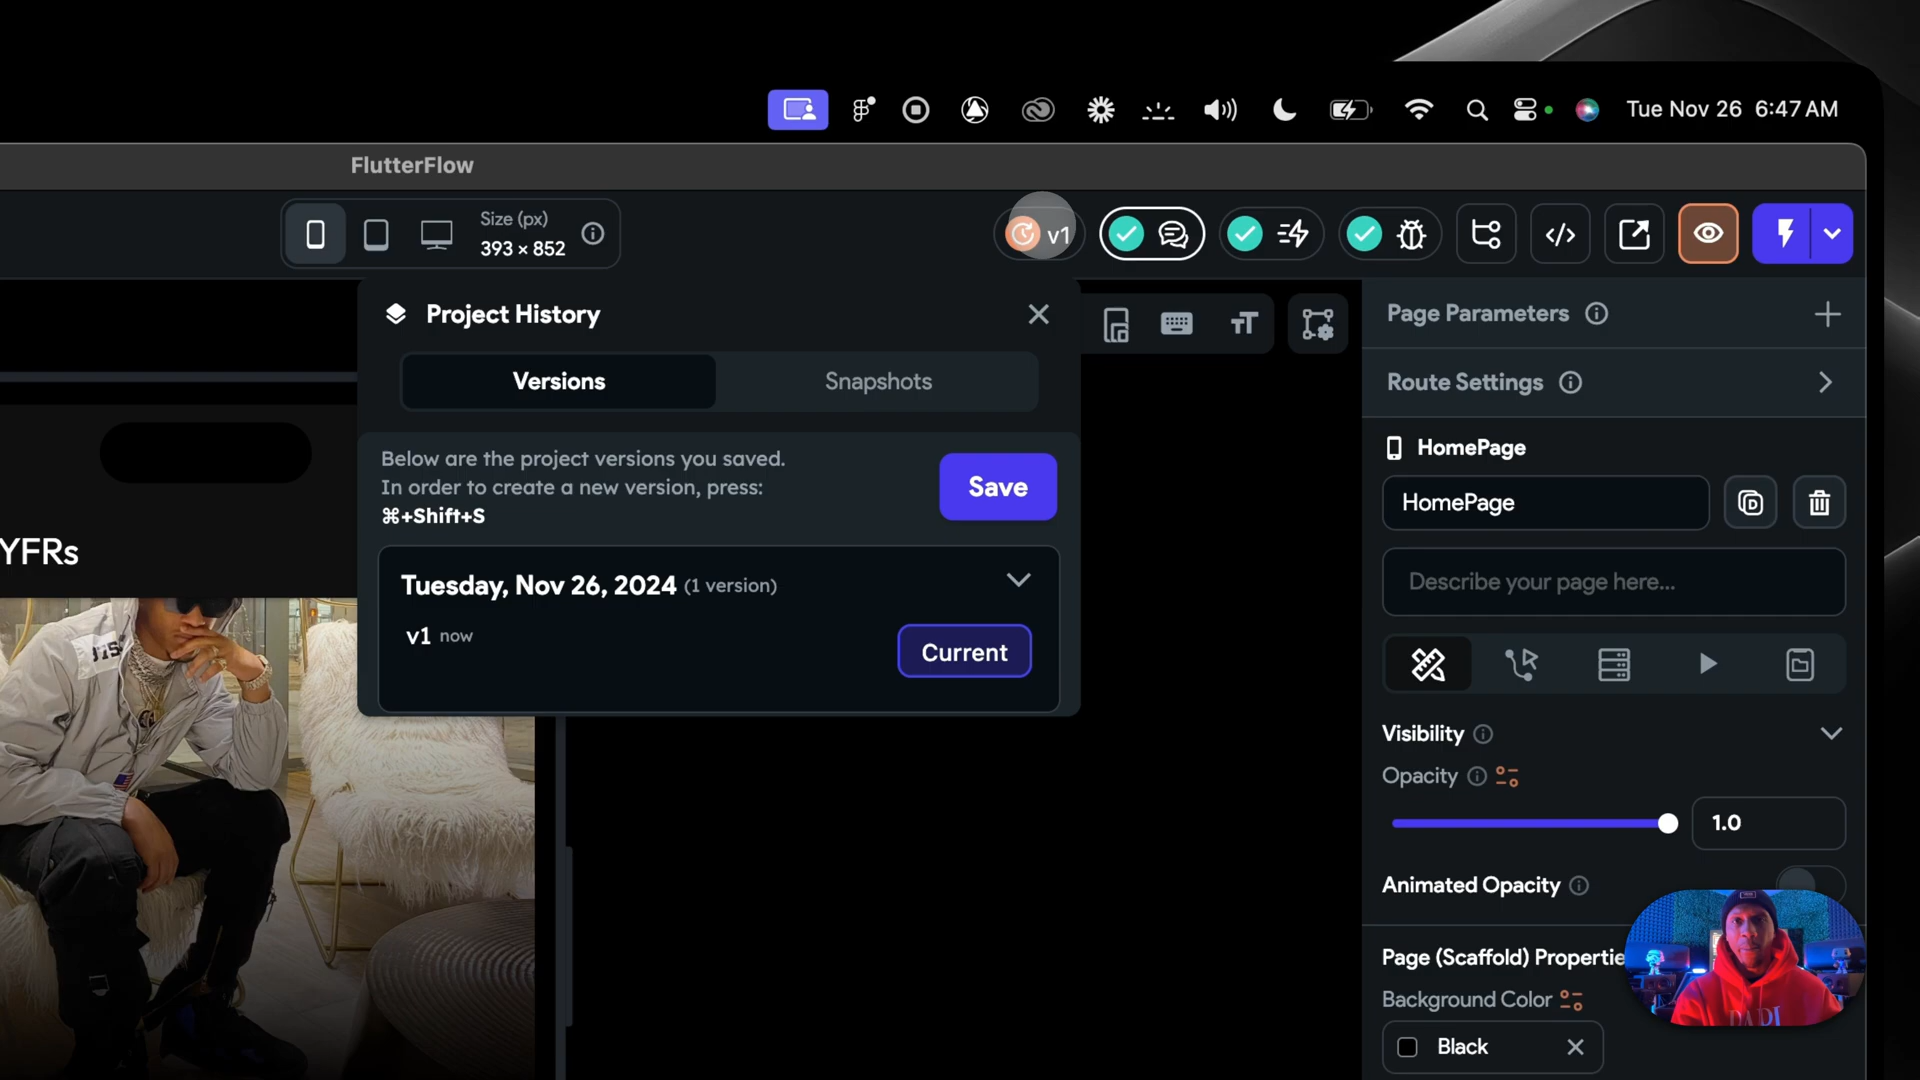 Tue Nov 26 6:47 AM
FlutterFlow
Size (px)
393 × 852
v1
Project History
Versions
Snapshots
Below are the project versions you saved.
In order to create a new version, press:
⌘+Shift+S
Save
Tuesday, Nov 26, 2024 (1 version)
v1 now
Current
YFRs
Page Parameters
Route Settings
HomePage
HomePage
Describe your page here...
Visibility
Opacity
1.0
Animated Opacity
Page (Scaffold) Propertie
Background Color
Black